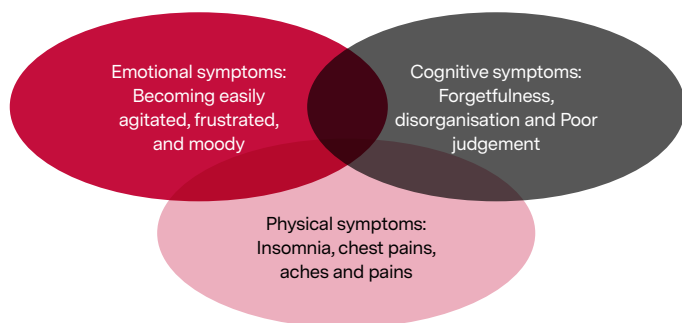 Emotional symptoms:
Becoming easily
agitated, frustrated,
and moody
Cognitive symptoms:
Forgetfulness,
disorganisation and Poor
judgement
Physical symptoms:
Insomnia, chest pains,
aches and pains